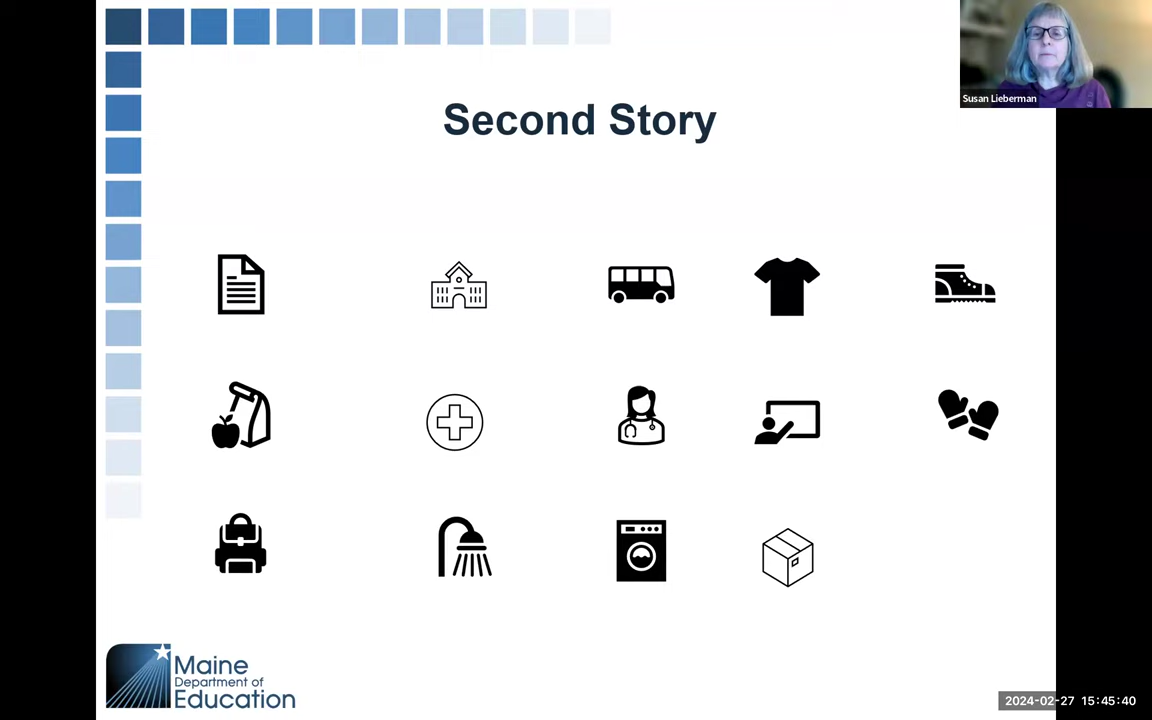 Susan Lieberman
Second Story
Maine
Department of
Education
2024-02-27 15:45:40